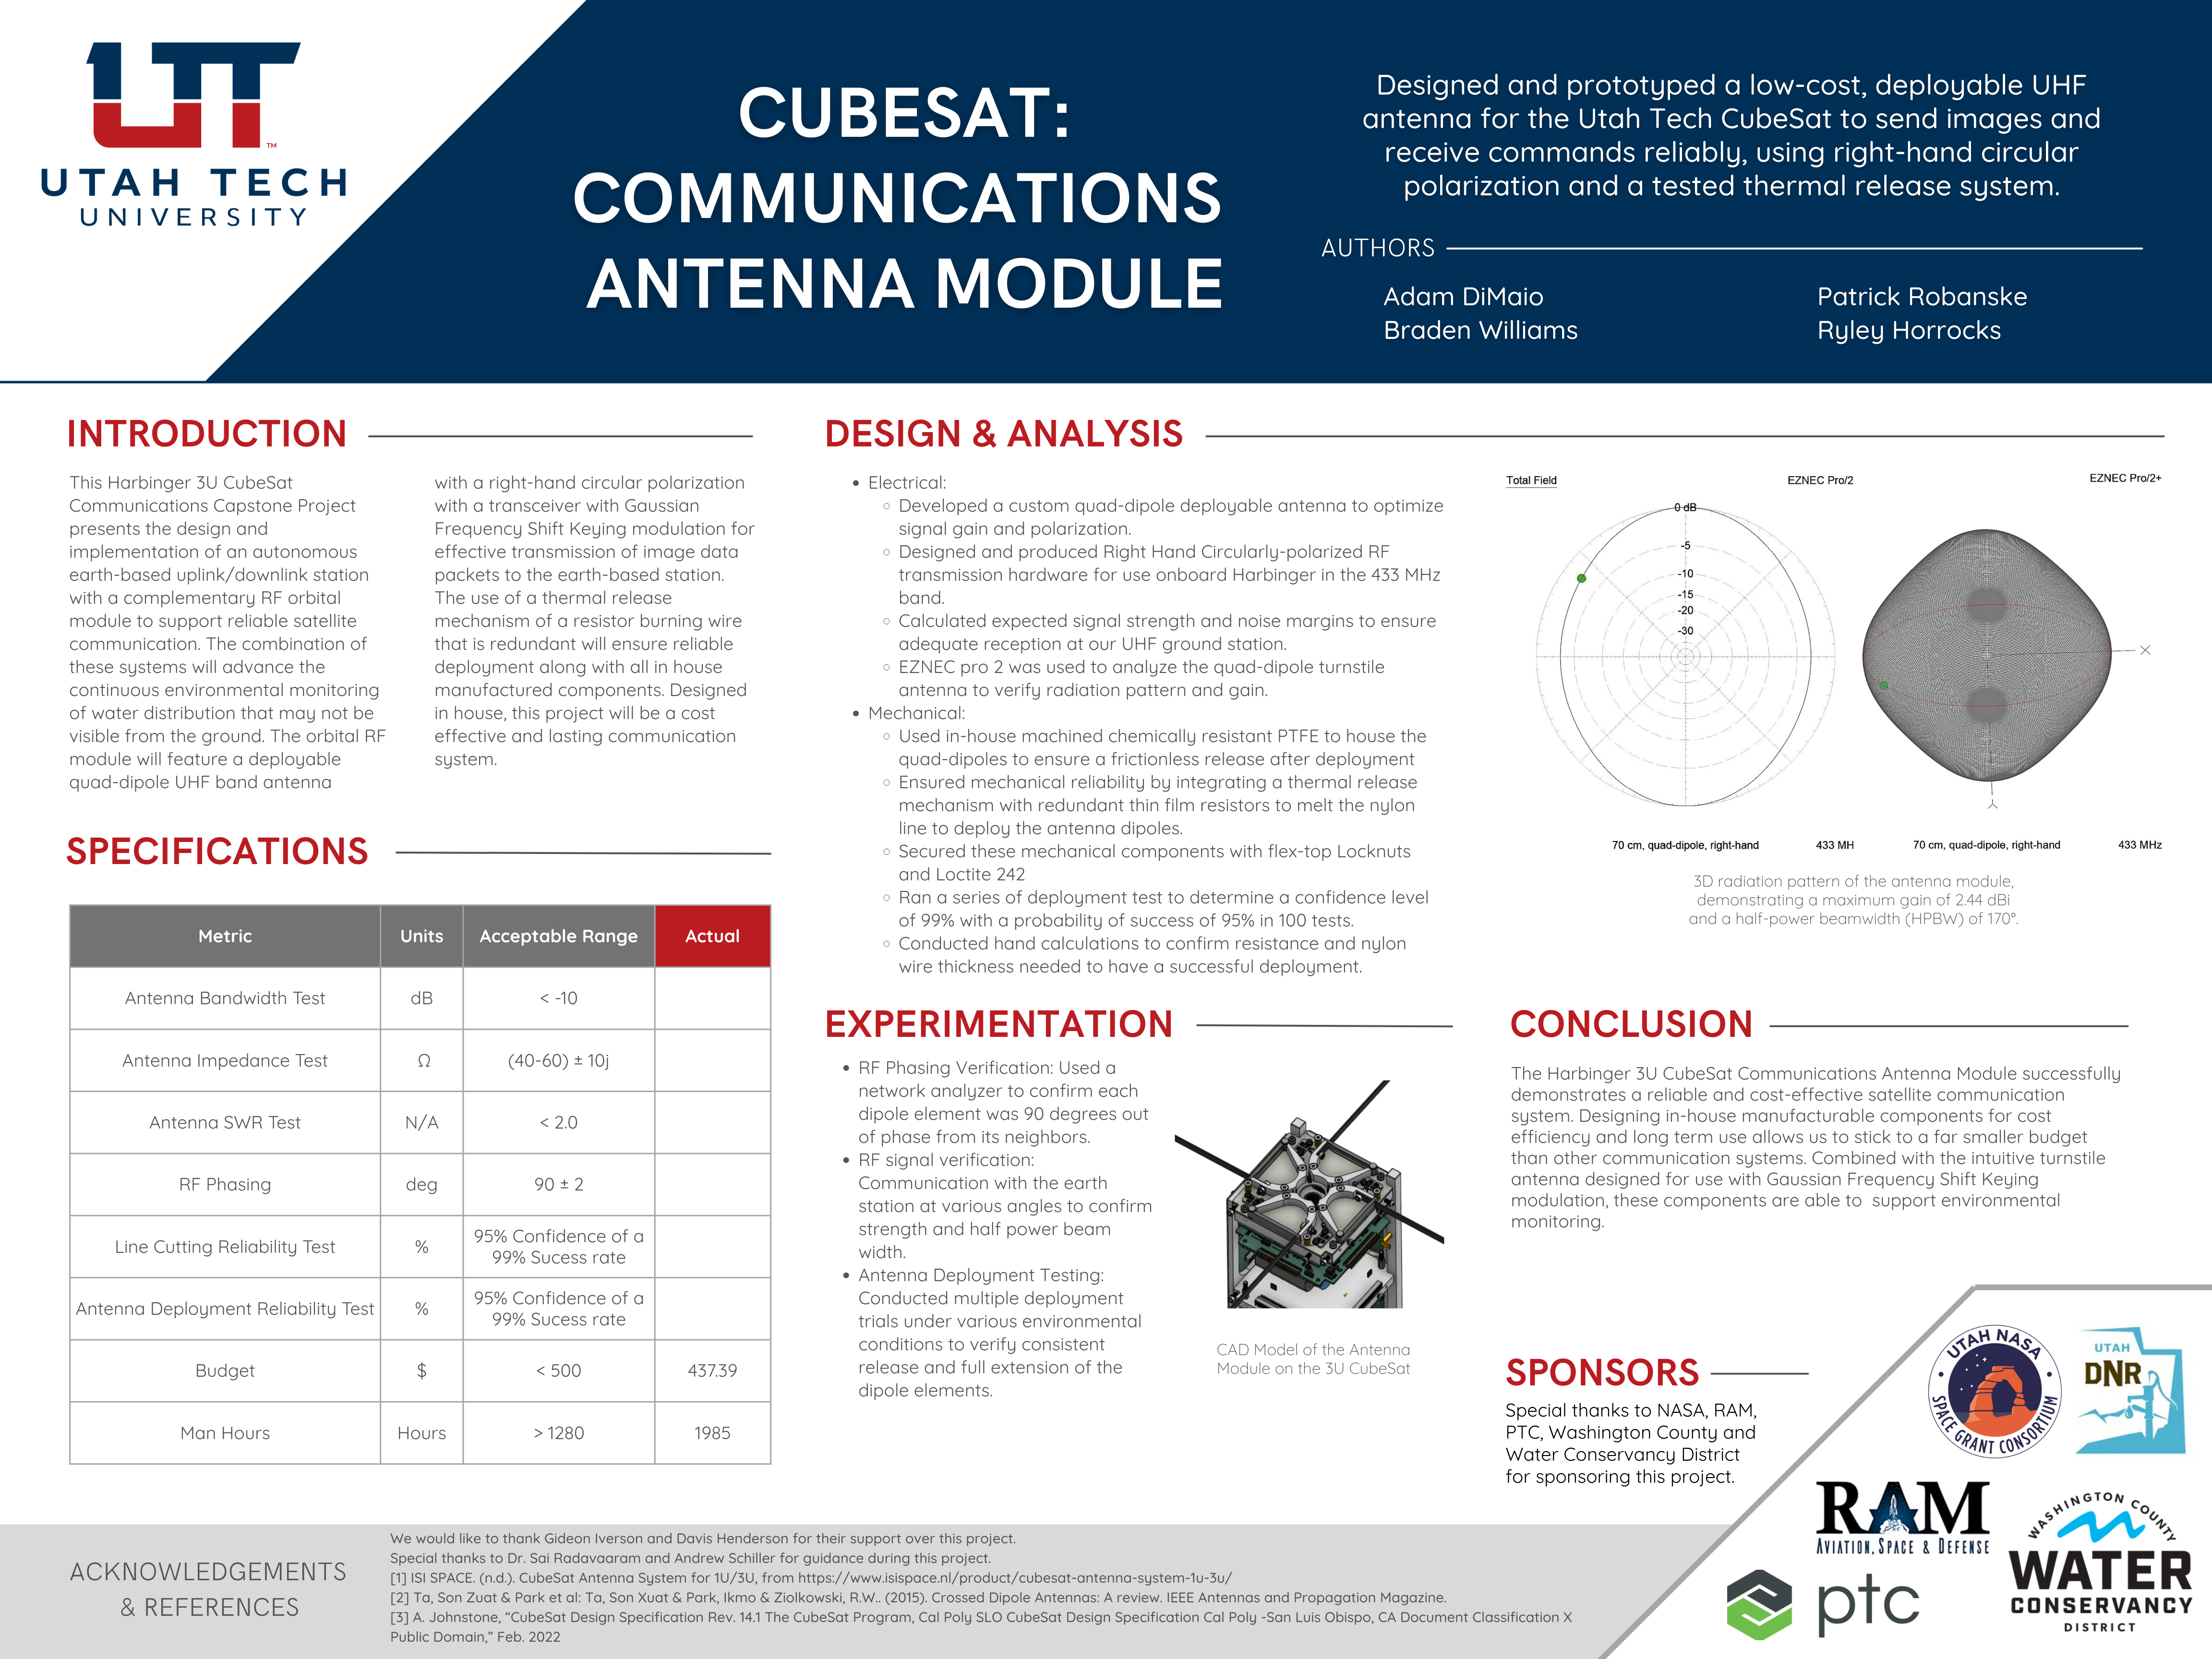 UTT
TM
UTAH TECH
UNIVERSITY
CUBESAT:
COMMUNICATIONS
ANTENNA MODULE
Designed and prototyped a low-cost, deployable UHF
antenna for the Utah Tech CubeSat to send images and
receive commands reliably, using right-hand circular
polarization and a tested thermal release system.
AUTHORS
Adam DiMaio
Braden Williams
Patrick Robanske
Ryley Horrocks
INTRODUCTION
This Harbinger 3U CubeSat
Communications Capstone Project
presents the design and
implementation of an autonomous
earth-based uplink/downlink station
with a complementary RF orbital
module to support reliable satellite
communication. The combination of
these systems will advance the
continuous environmental monitoring
of water distribution that may not be
visible from the ground. The orbital RF
module will feature a deployable
quad-dipole UHF band antenna
with a right-hand circular polarization
with a transceiver with Gaussian
Frequency Shift Keying modulation for
effective transmission of image data
packets to the earth-based station.
The use of a thermal release
mechanism of a resistor burning wire
that is redundant will ensure reliable
deployment along with all in house
manufactured components. Designed
in house, this project will be a cost
effective and lasting communication
system.
SPECIFICATIONS
Metric Units Acceptable Range Actual
Antenna Bandwidth Test dB < -10
Antenna Impedance Test Ω (40-60) ± 10j
Antenna SWR Test N/A < 2.0
RF Phasing deg 90 ± 2
Line Cutting Reliability Test % 95% Confidence of a
99% Sucess rate
Antenna Deployment Reliability Test % 95% Confidence of a
99% Sucess rate
Budget $ < 500 437.39
Man Hours Hours > 1280 1985
DESIGN & ANALYSIS
• Electrical:
◦ Developed a custom quad-dipole deployable antenna to optimize
signal gain and polarization.
◦ Designed and produced Right Hand Circularly-polarized RF
transmission hardware for use onboard Harbinger in the 433 MHz
band.
◦ Calculated expected signal strength and noise margins to ensure
adequate reception at our UHF ground station.
◦ EZNEC pro 2 was used to analyze the quad-dipole turnstile
antenna to verify radiation pattern and gain.
• Mechanical:
◦ Used in-house machined chemically resistant PTFE to house the
quad-dipoles to ensure a frictionless release after deployment
◦ Ensured mechanical reliability by integrating a thermal release
mechanism with redundant thin film resistors to melt the nylon
line to deploy the antenna dipoles.
◦ Secured these mechanical components with flex-top Locknuts
and Loctite 242
◦ Ran a series of deployment test to determine a confidence level
of 99% with a probability of success of 95% in 100 tests.
◦ Conducted hand calculations to confirm resistance and nylon
wire thickness needed to have a successful deployment.
Total Field EZNEC Pro/2
0 dB
-5
-10
-15
-20
-30
70 cm, quad-dipole, right-hand 433 MH
EZNEC Pro/2+
X
Y
70 cm, quad-dipole, right-hand 433 MHz
3D radiation pattern of the antenna module,
demonstrating a maximum gain of 2.44 dBi
and a half-power beamwidth (HPBW) of 170°.
EXPERIMENTATION
• RF Phasing Verification: Used a
network analyzer to confirm each
dipole element was 90 degrees out
of phase from its neighbors.
• RF signal verification:
Communication with the earth
station at various angles to confirm
strength and half power beam
width.
• Antenna Deployment Testing:
Conducted multiple deployment
trials under various environmental
conditions to verify consistent
release and full extension of the
dipole elements.
CAD Model of the Antenna
Module on the 3U CubeSat
CONCLUSION
The Harbinger 3U CubeSat Communications Antenna Module successfully
demonstrates a reliable and cost-effective satellite communication
system. Designing in-house manufacturable components for cost
efficiency and long term use allows us to stick to a far smaller budget
than other communication systems. Combined with the intuitive turnstile
antenna designed for use with Gaussian Frequency Shift Keying
modulation, these components are able to support environmental
monitoring.
SPONSORS
Special thanks to NASA, RAM,
PTC, Washington County and
Water Conservancy District
for sponsoring this project.
UTAH NASA
SPACE GRANT CONSORTIUM
UTAH
DNR
RAM
AVIATION, SPACE & DEFENSE
ptc
WASHINGTON COUNTY
WATER
CONSERVANCY
DISTRICT
ACKNOWLEDGEMENTS
& REFERENCES
We would like to thank Gideon Iverson and Davis Henderson for their support over this project.
Special thanks to Dr. Sai Radavaaram and Andrew Schiller for guidance during this project.
[1] ISI SPACE. (n.d.). CubeSat Antenna System for 1U/3U, from https://www.isispace.nl/product/cubesat-antenna-system-1u-3u/
[2] Ta, Son Zuat & Park et al: Ta, Son Xuat & Park, Ikmo & Ziolkowski, R.W.. (2015). Crossed Dipole Antennas: A review. IEEE Antennas and Propagation Magazine.
[3] A. Johnstone, “CubeSat Design Specification Rev. 14.1 The CubeSat Program, Cal Poly SLO CubeSat Design Specification Cal Poly -San Luis Obispo, CA Document Classification X
Public Domain,” Feb. 2022